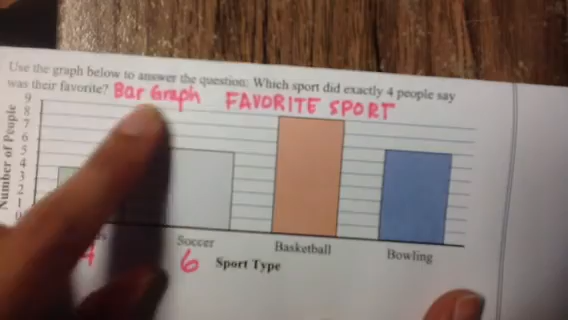 Use the graph below to answer the question: Which sport did exactly 4 people say
was their favorite? Bar Graph FAVORITE SPORT
Number of People
9
8
7
6
5
4
3
2
1
0
Soccer Basketball Bowling
4 6 Sport Type